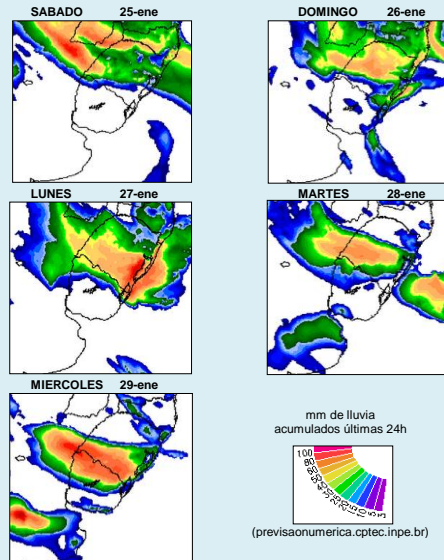 SABADO 25-ene
DOMINGO 26-ene
LUNES 27-ene
MARTES 28-ene
MIERCOLES 29-ene
mm de lluvia
acumulados últimas 24h
100
80
60
(previsaonumerica.cptec.inpe.br)